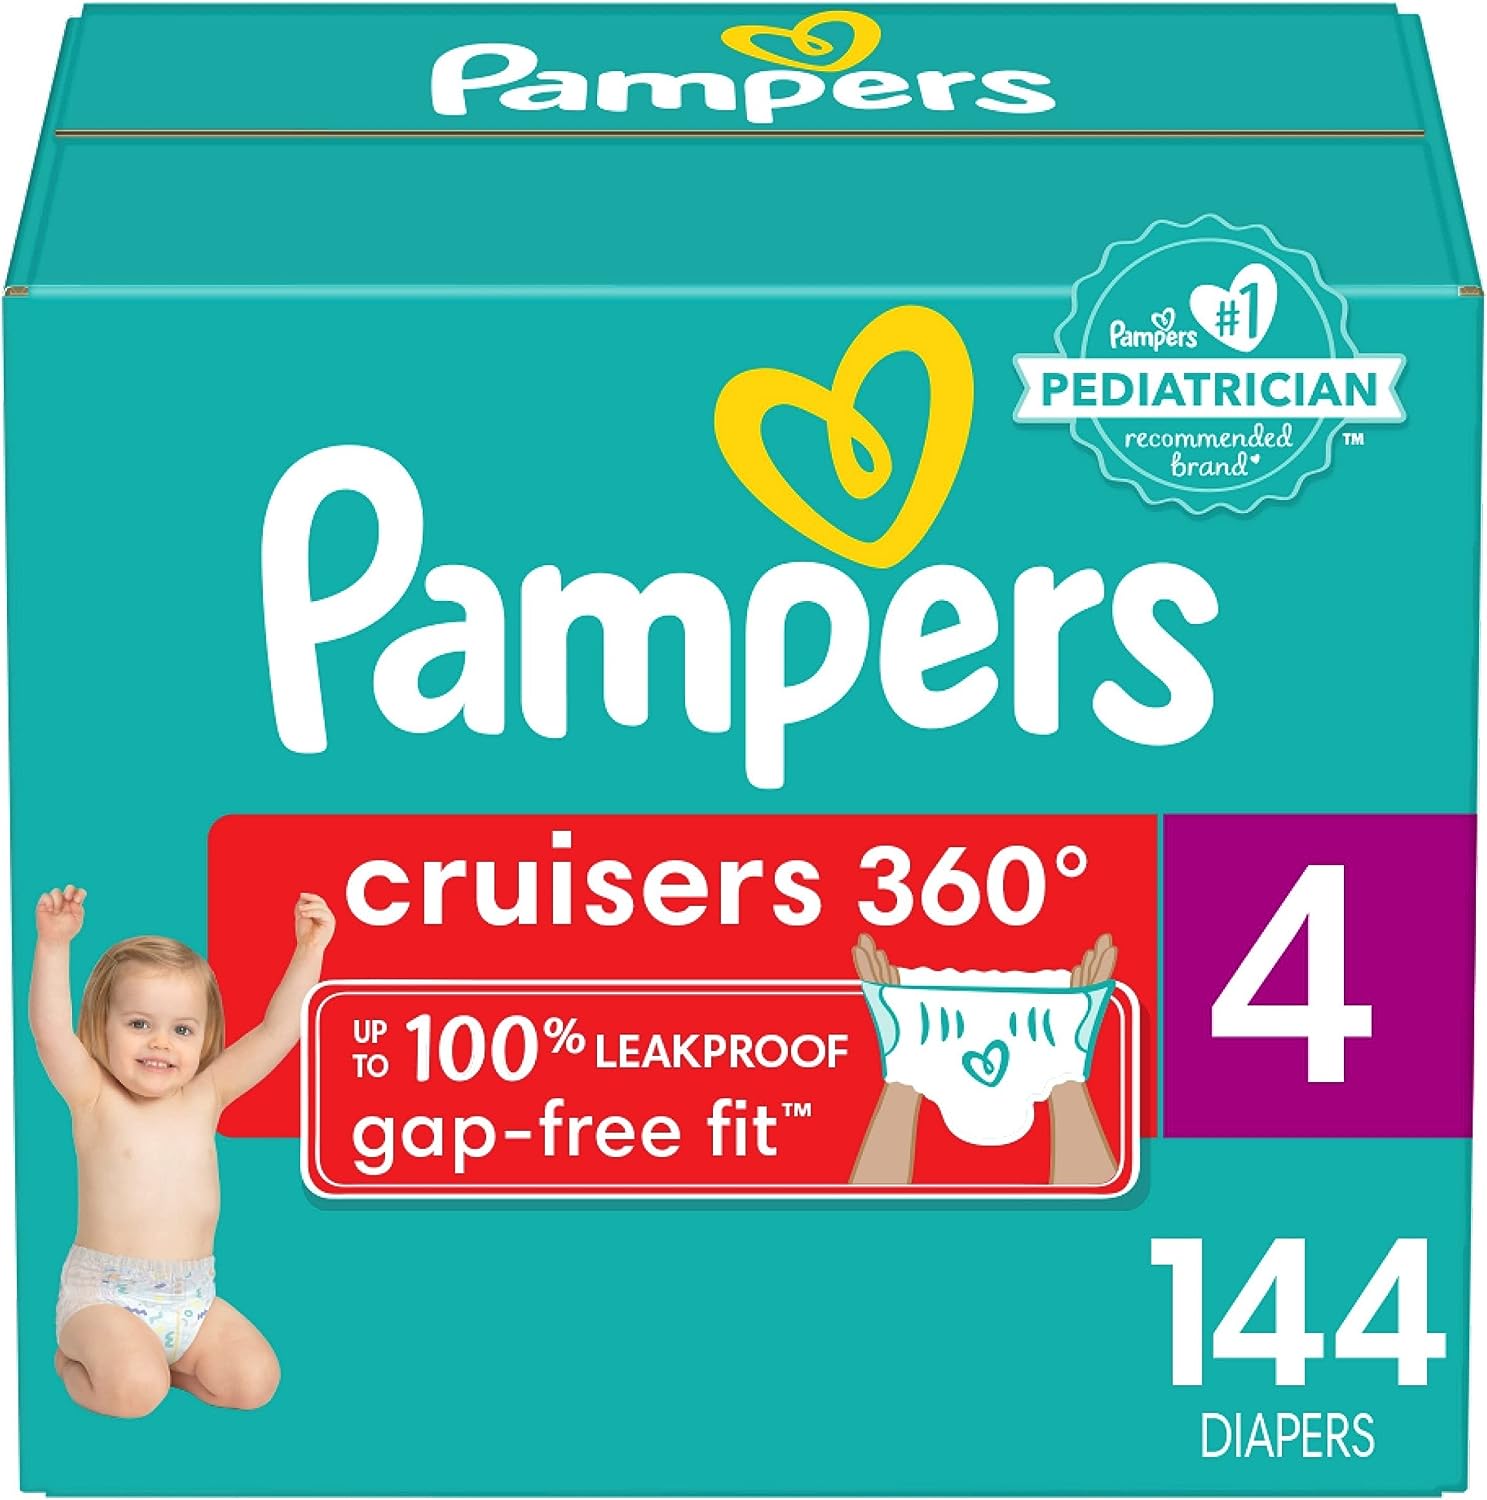 Pampers
Pampers #1
PEDIATRICIAN
recommended ™
brand
Pampers
cruisers 360°
4
UP TO 100% LEAKPROOF
gap-free fit™
144
DIAPERS